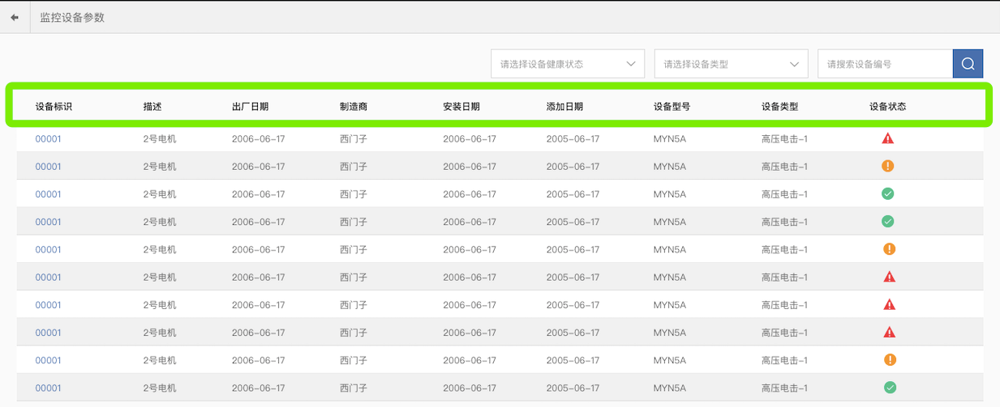 监控设备参数
请选择设备健康状态 请选择设备类型 请搜索设备编号
设备标识 描述 出厂日期 制造商 安装日期 添加日期 设备型号 设备类型 设备状态
00001 2号电机 2006-06-17 西门子 2006-06-17 2005-06-17 MYN5A 高压电击-1
00001 2号电机 2006-06-17 西门子 2006-06-17 2005-06-17 MYN5A 高压电击-1
00001 2号电机 2006-06-17 西门子 2006-06-17 2005-06-17 MYN5A 高压电击-1
00001 2号电机 2006-06-17 西门子 2006-06-17 2005-06-17 MYN5A 高压电击-1
00001 2号电机 2006-06-17 西门子 2006-06-17 2005-06-17 MYN5A 高压电击-1
00001 2号电机 2006-06-17 西门子 2006-06-17 2005-06-17 MYN5A 高压电击-1
00001 2号电机 2006-06-17 西门子 2006-06-17 2005-06-17 MYN5A 高压电击-1
00001 2号电机 2006-06-17 西门子 2006-06-17 2005-06-17 MYN5A 高压电击-1
00001 2号电机 2006-06-17 西门子 2006-06-17 2005-06-17 MYN5A 高压电击-1
00001 2号电机 2006-06-17 西门子 2006-06-17 2005-06-17 MYN5A 高压电击-1